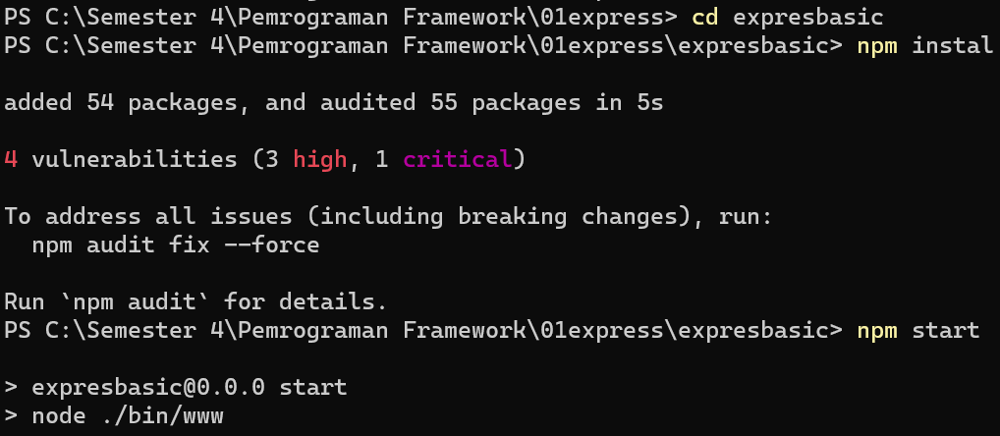 PS C:\Semester 4\Pemrograman Framework\01express> cd expresbasic
PS C:\Semester 4\Pemrograman Framework\01express\expresbasic> npm instal
added 54 packages, and audited 55 packages in 5s
4 vulnerabilities (3 high, 1 critical)
To address all issues (including breaking changes), run:
  npm audit fix --force
Run `npm audit` for details.
PS C:\Semester 4\Pemrograman Framework\01express\expresbasic> npm start
> expresbasic@0.0.0 start
> node ./bin/www